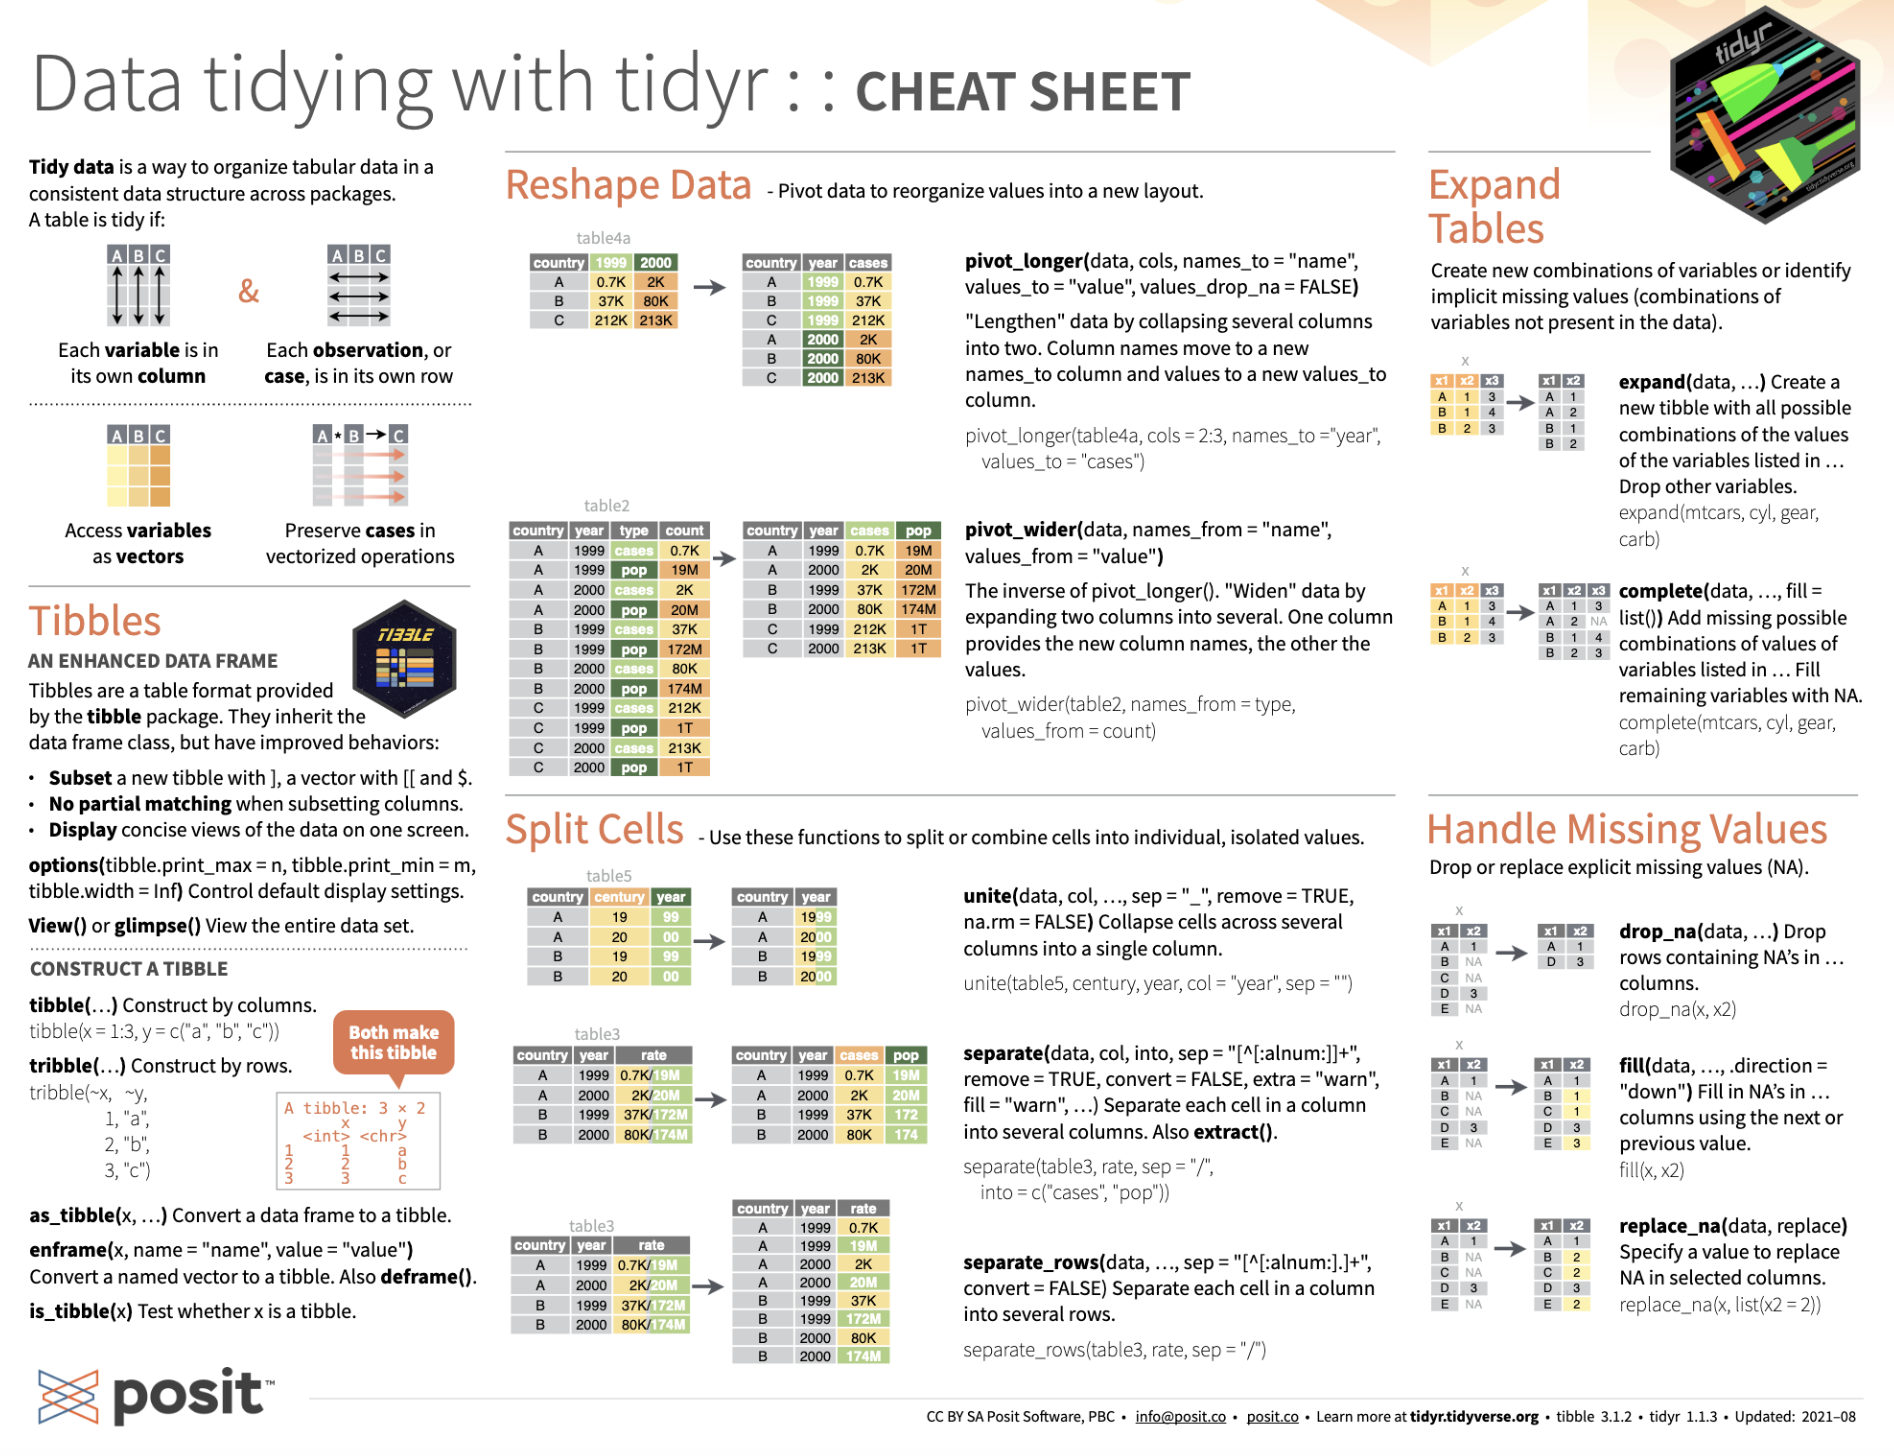 Data tidying with tidyr : : CHEAT SHEET
tidyr
tidyr.tidyverse.org
Tidy data is a way to organize tabular data in a
consistent data structure across packages.
A table is tidy if:
A B C
&
A B C
Each variable is in
its own column
Each observation, or
case, is in its own row
A B C
A * B → C
Access variables
as vectors
Preserve cases in
vectorized operations
Tibbles
TIBBLE
AN ENHANCED DATA FRAME
Tibbles are a table format provided
by the tibble package. They inherit the
data frame class, but have improved behaviors:
• Subset a new tibble with ], a vector with [[ and $.
• No partial matching when subsetting columns.
• Display concise views of the data on one screen.
options(tibble.print_max = n, tibble.print_min = m,
tibble.width = Inf) Control default display settings.
View() or glimpse() View the entire data set.
CONSTRUCT A TIBBLE
tibble(…) Construct by columns.
tibble(x = 1:3, y = c("a", "b", "c"))
tribble(…) Construct by rows.
tribble(~x, ~y,
1, "a",
2, "b",
3, "c")
Both make
this tibble
A tibble: 3 × 2
x y
<int> <chr>
1 1 a
2 2 b
3 3 c
as_tibble(x, …) Convert a data frame to a tibble.
enframe(x, name = "name", value = "value")
Convert a named vector to a tibble. Also deframe().
is_tibble(x) Test whether x is a tibble.
Reshape Data - Pivot data to reorganize values into a new layout.
table4a
country 1999 2000
A 0.7K 2K
B 37K 80K
C 212K 213K
country year cases
A 1999 0.7K
B 1999 37K
C 1999 212K
A 2000 2K
B 2000 80K
C 2000 213K
pivot_longer(data, cols, names_to = "name",
values_to = "value", values_drop_na = FALSE)
"Lengthen" data by collapsing several columns
into two. Column names move to a new
names_to column and values to a new values_to
column.
pivot_longer(table4a, cols = 2:3, names_to ="year",
values_to = "cases")
table2
country year type count
A 1999 cases 0.7K
A 1999 pop 19M
A 2000 cases 2K
A 2000 pop 20M
B 1999 cases 37K
B 1999 pop 172M
B 2000 cases 80K
B 2000 pop 174M
C 1999 cases 212K
C 1999 pop 1T
C 2000 cases 213K
C 2000 pop 1T
country year cases pop
A 1999 0.7K 19M
A 2000 2K 20M
B 1999 37K 172M
B 2000 80K 174M
C 1999 212K 1T
C 2000 213K 1T
pivot_wider(data, names_from = "name",
values_from = "value")
The inverse of pivot_longer(). "Widen" data by
expanding two columns into several. One column
provides the new column names, the other the
values.
pivot_wider(table2, names_from = type,
values_from = count)
Split Cells - Use these functions to split or combine cells into individual, isolated values.
table5
country century year
A 19 99
A 20 00
B 19 99
B 20 00
country year
A 1999
A 2000
B 1999
B 2000
unite(data, col, …, sep = "_", remove = TRUE,
na.rm = FALSE) Collapse cells across several
columns into a single column.
unite(table5, century, year, col = "year", sep = "")
table3
country year rate
A 1999 0.7K/19M
A 2000 2K/20M
B 1999 37K/172M
B 2000 80K/174M
country year cases pop
A 1999 0.7K 19M
A 2000 2K 20M
B 1999 37K 172
B 2000 80K 174
separate(data, col, into, sep = "[^[:alnum:]]+",
remove = TRUE, convert = FALSE, extra = "warn",
fill = "warn", …) Separate each cell in a column
into several columns. Also extract().
separate(table3, rate, sep = "/",
into = c("cases", "pop"))
table3
country year rate
A 1999 0.7K/19M
A 2000 2K/20M
B 1999 37K/172M
B 2000 80K/174M
country year rate
A 1999 0.7K
A 1999 19M
A 2000 2K
A 2000 20M
B 1999 37K
B 1999 172M
B 2000 80K
B 2000 174M
separate_rows(data, …, sep = "[^[:alnum:].]+",
convert = FALSE) Separate each cell in a column
into several rows.
separate_rows(table3, rate, sep = "/")
Expand
Tables
Create new combinations of variables or identify
implicit missing values (combinations of
variables not present in the data).
x
x1 x2 x3
A 1 3
B 1 4
B 2 3
x1 x2
A 1
A 2
B 1
B 2
expand(data, …) Create a
new tibble with all possible
combinations of the values
of the variables listed in …
Drop other variables.
expand(mtcars, cyl, gear,
carb)
x
x1 x2 x3
A 1 3
B 1 4
B 2 3
x1 x2 x3
A 1 3
A 2 NA
B 1 4
B 2 3
complete(data, …, fill =
list()) Add missing possible
combinations of values of
variables listed in … Fill
remaining variables with NA.
complete(mtcars, cyl, gear,
carb)
Handle Missing Values
Drop or replace explicit missing values (NA).
x
x1 x2
A 1
B NA
C NA
D 3
E NA
x1 x2
A 1
D 3
drop_na(data, …) Drop
rows containing NA's in …
columns.
drop_na(x, x2)
x
x1 x2
A 1
B NA
C NA
D 3
E NA
x1 x2
A 1
B 1
C 1
D 3
E 3
fill(data, …, .direction =
"down") Fill in NA's in …
columns using the next or
previous value.
fill(x, x2)
x
x1 x2
A 1
B NA
C NA
D 3
E NA
x1 x2
A 1
B 2
C 2
D 3
E 2
replace_na(data, replace)
Specify a value to replace
NA in selected columns.
replace_na(x, list(x2 = 2))
posit™
CC BY SA Posit Software, PBC • info@posit.co • posit.co • Learn more at tidyr.tidyverse.org • tibble 3.1.2 • tidyr 1.1.3 • Updated: 2021–08